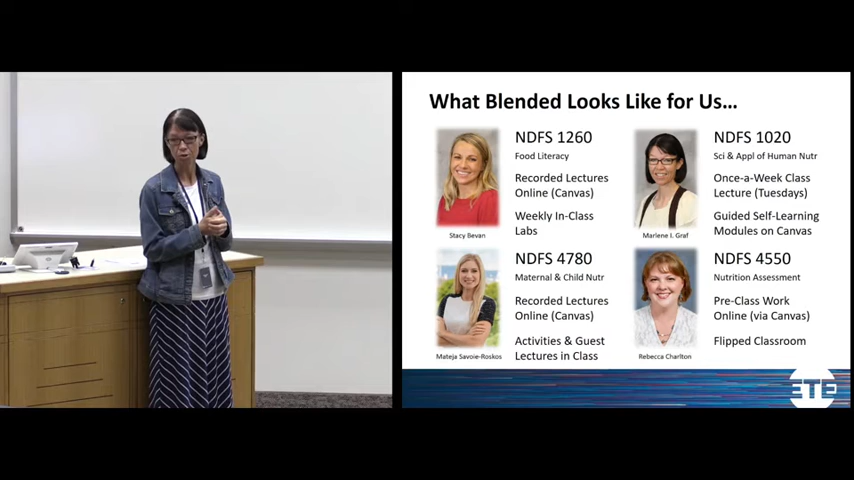 What Blended Looks Like for Us...
NDFS 1260
Food Literacy
Recorded Lectures
Online (Canvas)
Weekly In-Class
Labs
Stacy Bevan
NDFS 1020
Sci & Appl of Human Nutr
Once-a-Week Class
Lecture (Tuesdays)
Guided Self-Learning
Modules on Canvas
Marlene J. Graf
NDFS 4780
Maternal & Child Nutr
Recorded Lectures
Online (Canvas)
Activities & Guest
Lectures in Class
Mateja Savoie-Roskos
NDFS 4550
Nutrition Assessment
Pre-Class Work
Online (via Canvas)
Flipped Classroom
Rebecca Charlton
ETE